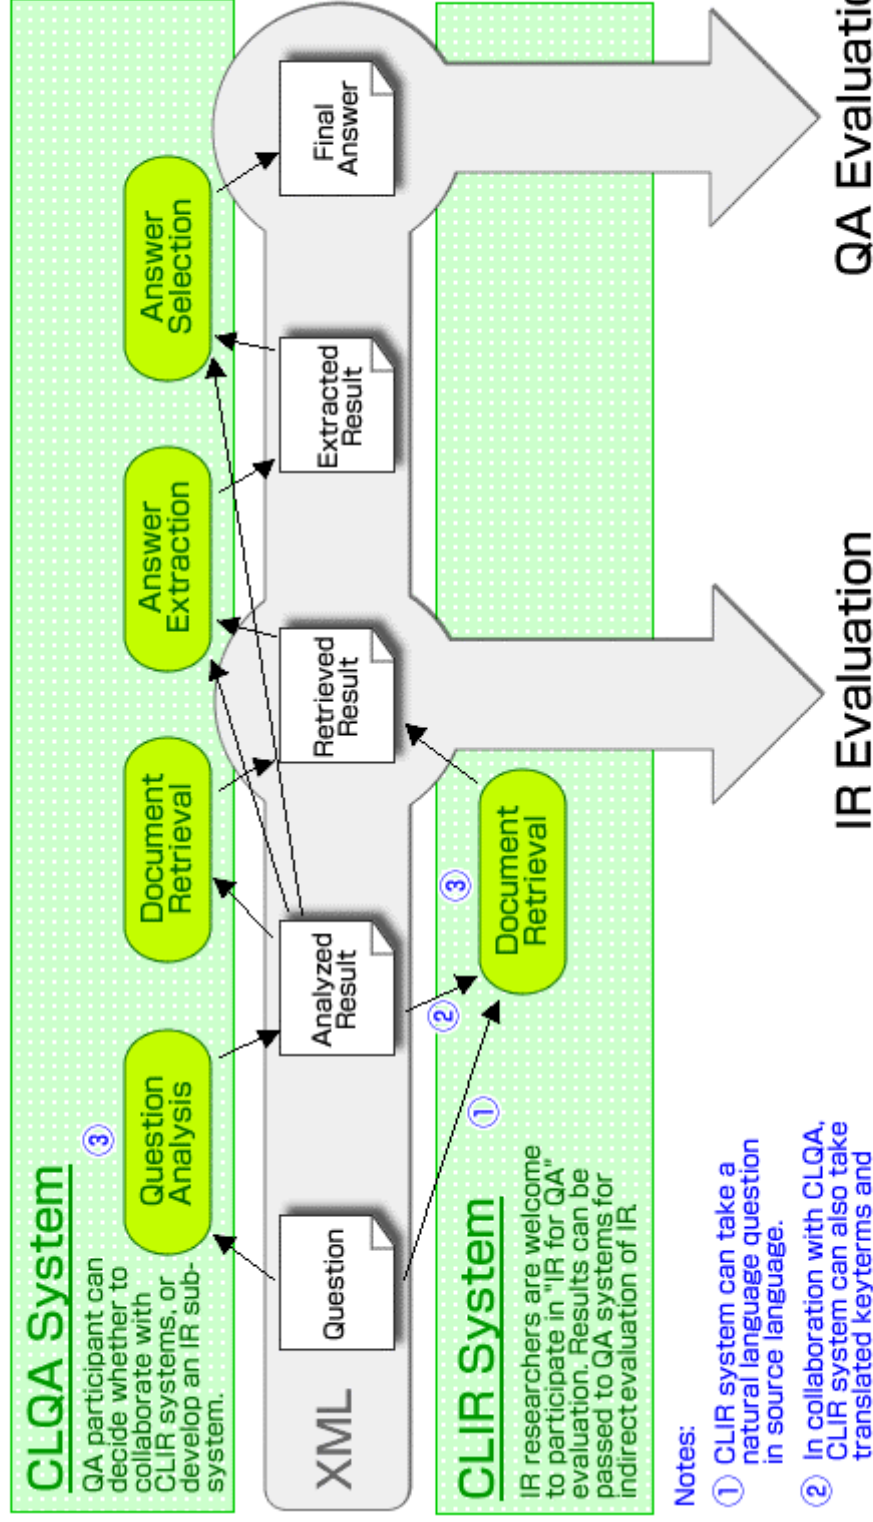 CLQA System
QA participant can
decide whether to
collaborate with
CLIR systems, or
develop an IR sub-
system.
③
Question
Analysis
Document
Retrieval
Answer
Extraction
Answer
Selection
XML
Question
Analyzed
Result
Retrieved
Result
Extracted
Result
Final
Answer
CLIR System
IR researchers are welcome
to participate in "IR for QA"
evaluation. Results can be
passed to QA systems for
indirect evaluation of IR.
①
②
③
Document
Retrieval
Notes:
① CLIR system can take a
natural language question
in source language.
② In collaboration with CLQA,
CLIR system can also take
translated keyterms and
IR Evaluation
QA Evaluatio